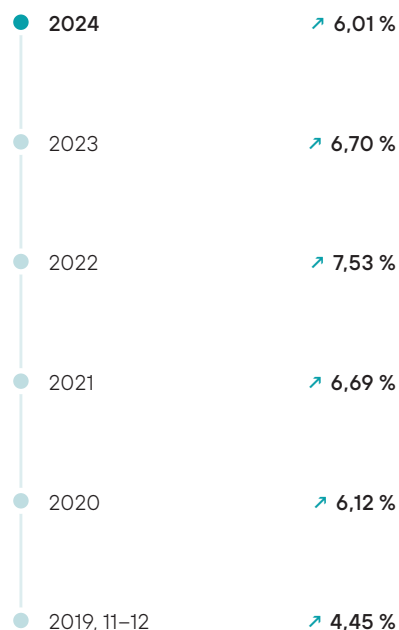 2024 ↗ 6,01 %
2023 ↗ 6,70 %
2022 ↗ 7,53 %
2021 ↗ 6,69 %
2020 ↗ 6,12 %
2019, 11–12 ↗ 4,45 %